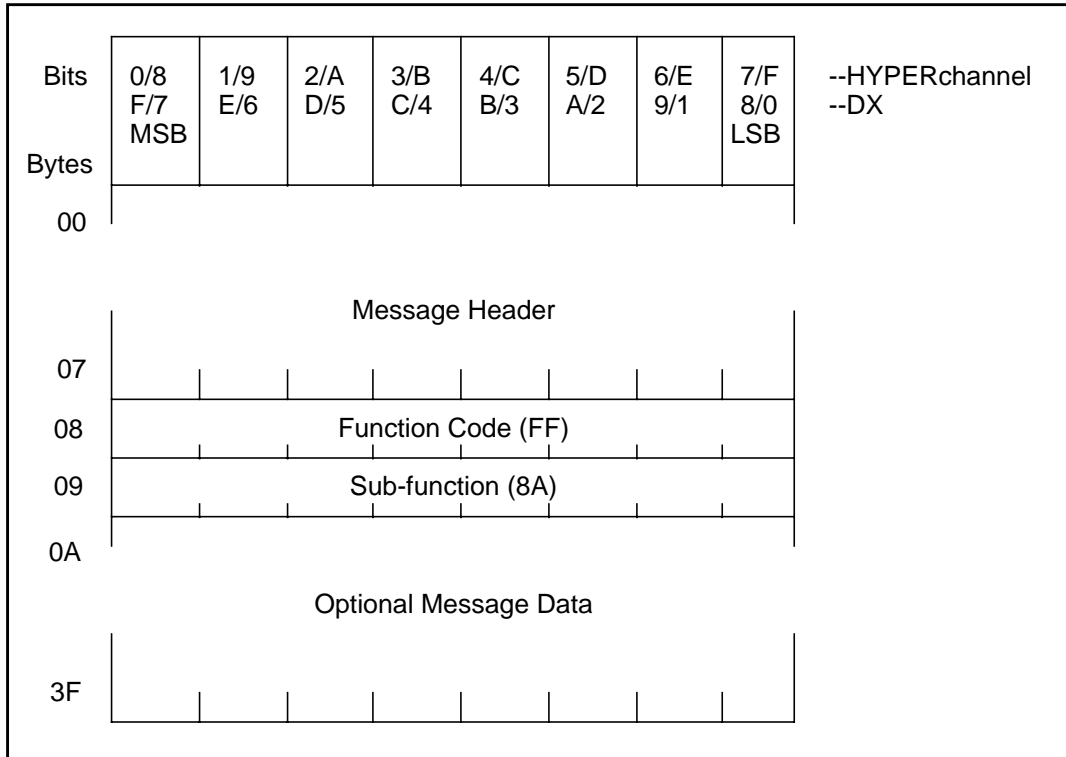 Bits 0/8 1/9 2/A 3/B 4/C 5/D 6/E 7/F --HYPERchannel
F/7 E/6 D/5 C/4 B/3 A/2 9/1 8/0 --DX
MSB LSB
Bytes
00
Message Header
07
08 Function Code (FF)
09 Sub-function (8A)
0A
Optional Message Data
3F